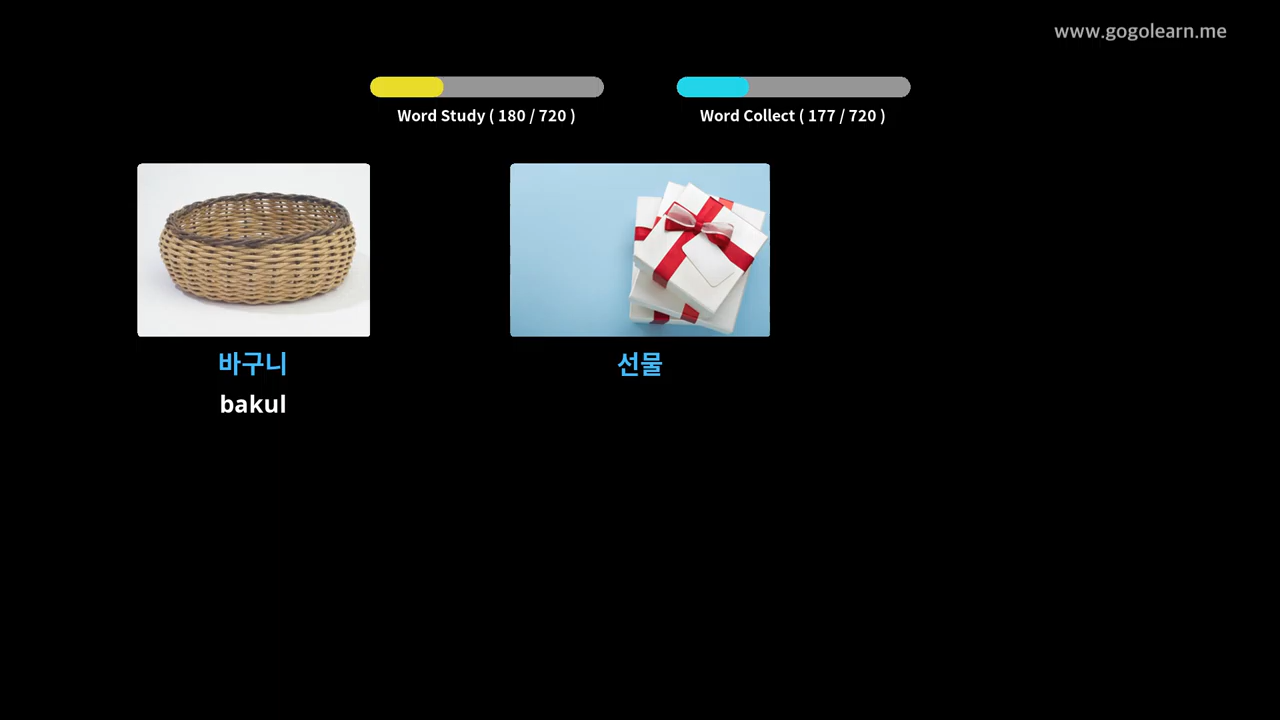 www.gogolearn.me
Word Study ( 180 / 720 )
Word Collect ( 177 / 720 )
바구니
bakul
선물